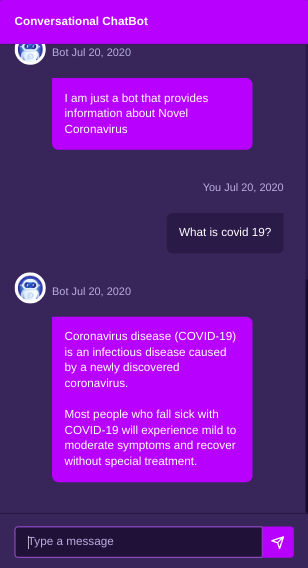 Conversational ChatBot
Bot Jul 20, 2020
I am just a bot that provides
information about Novel
Coronavirus
You Jul 20, 2020
What is covid 19?
Bot Jul 20, 2020
Coronavirus disease (COVID-19)
is an infectious disease caused
by a newly discovered
coronavirus.
Most people who fall sick with
COVID-19 will experience mild to
moderate symptoms and recover
without special treatment.
Type a message